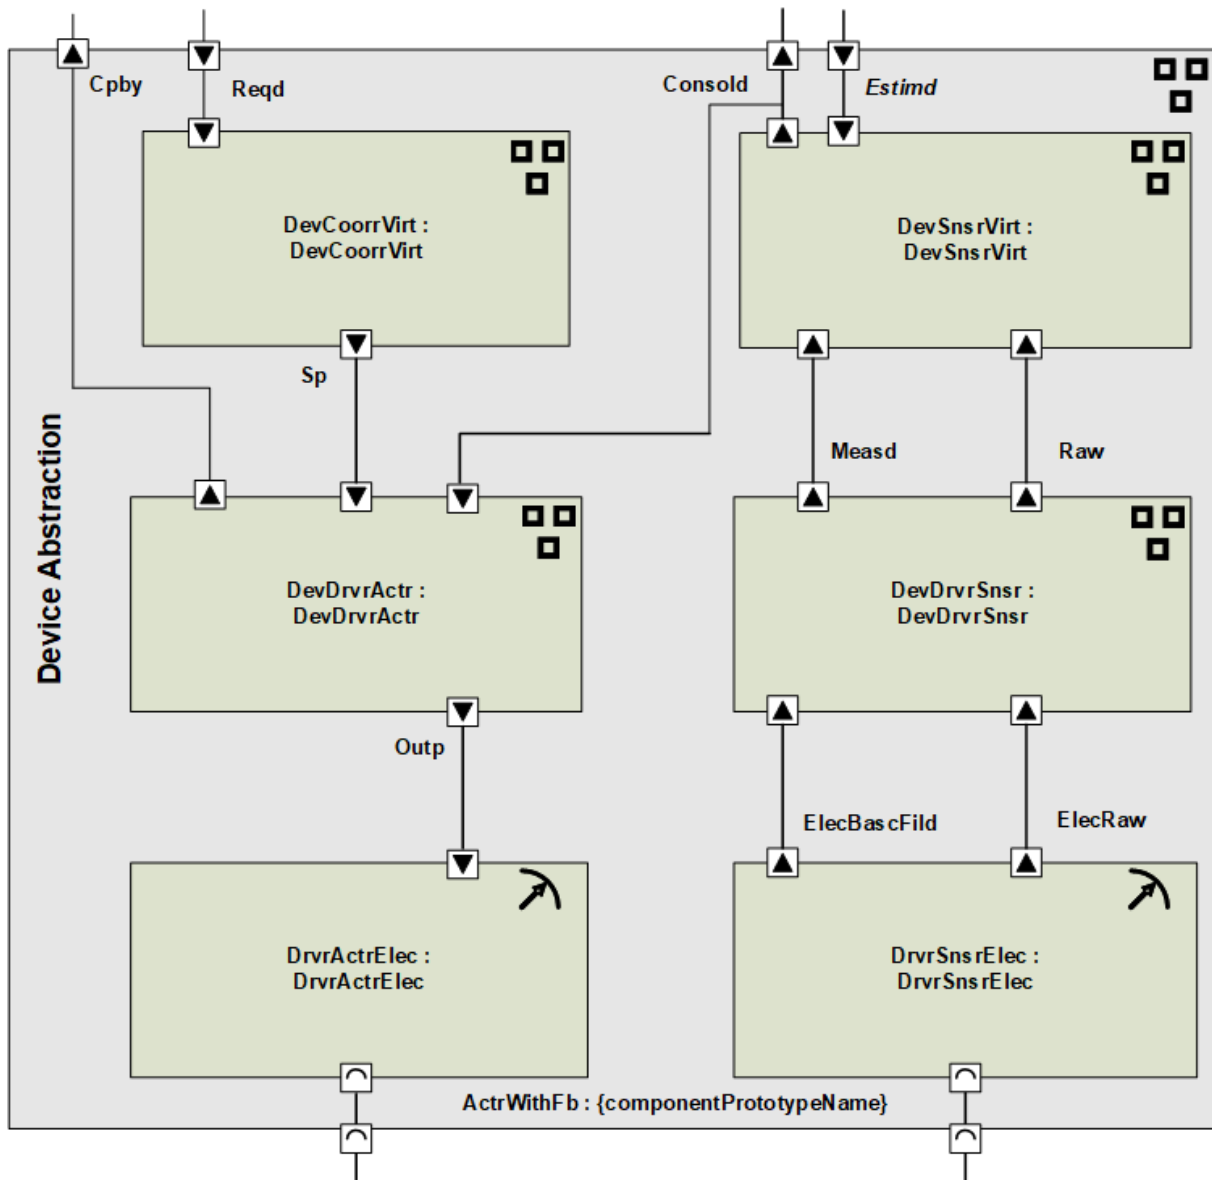 Cpby
Reqd
Consold
Estimd
DevCoorrVirt :
DevCoorrVirt
DevSnsrVirt :
DevSnsrVirt
Sp
Measd
Raw
Device Abstraction
DevDrvrActr :
DevDrvrActr
DevDrvrSnsr :
DevDrvrSnsr
Outp
ElecBascFild
ElecRaw
DrvrActrElec :
DrvrActrElec
DrvrSnsrElec :
DrvrSnsrElec
ActrWithFb : {componentPrototypeName}